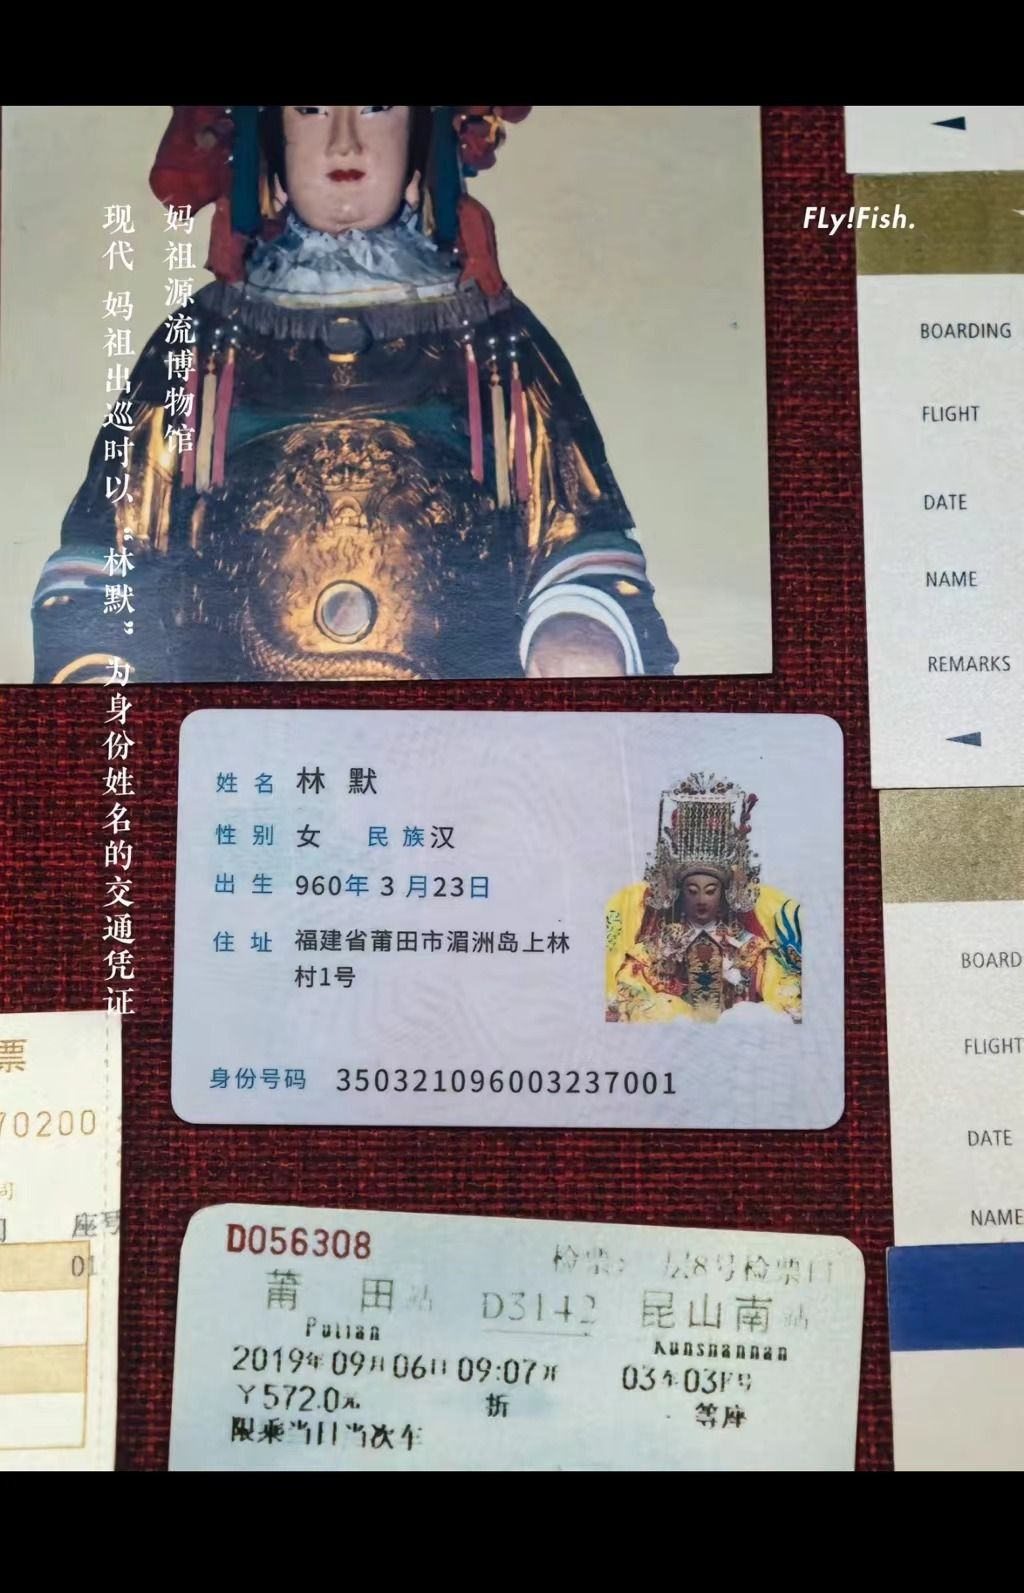 妈祖源流博物馆
现代 妈祖出巡时以“林默”为身份姓名的交通凭证
FLy!Fish.
BOARDING
FLIGHT
DATE
NAME
REMARKS
姓名 林 默
性别 女 民族 汉
出生 960年 3 月23日
住址 福建省莆田市湄洲岛上林
村1号
身份号码 350321096003237001
BOARD
FLIGHT
DATE
NAME
票
70200
座号
01
D056308
检票: 层8号检票口
莆 田站 D3142 昆山南站
Putian Kunshannan
2019年09月06日09:07开 03车03F号
￥572.0元 折 等座
限乘当日当次车